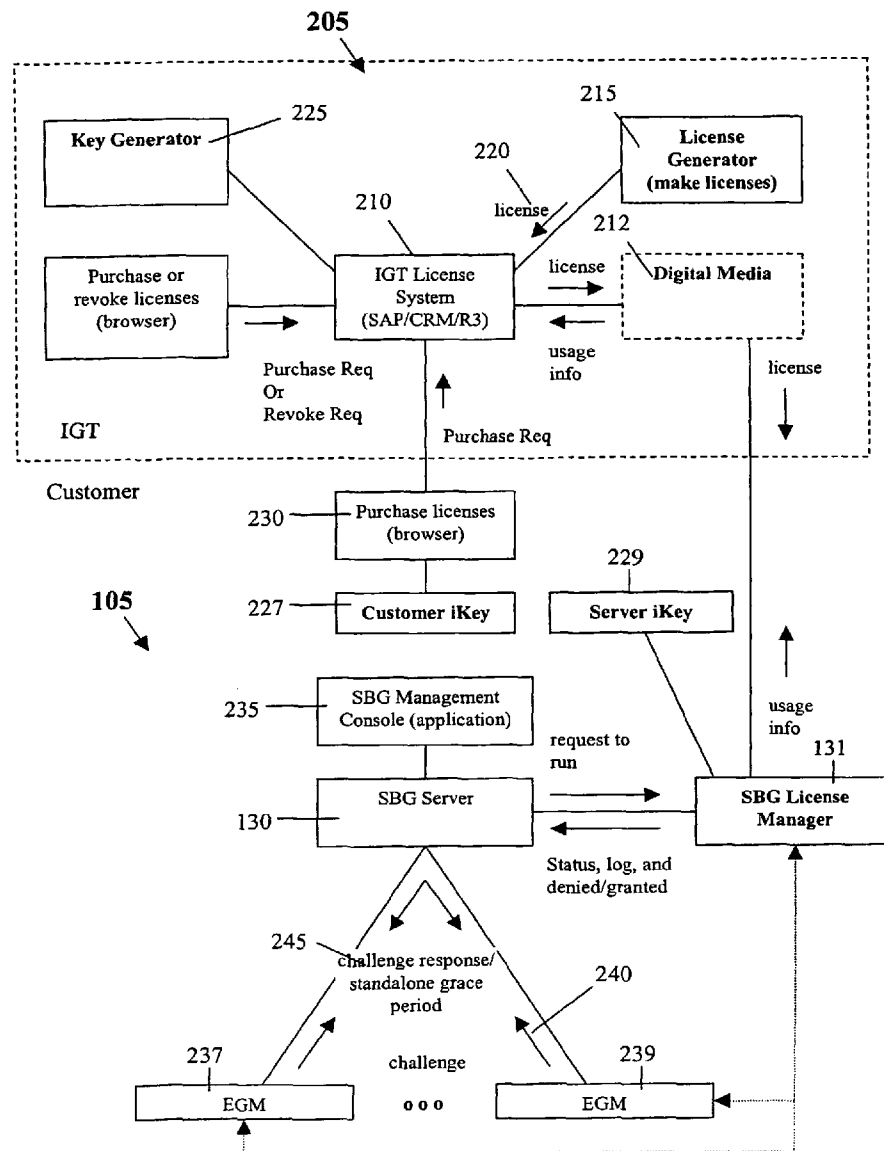 205
Key Generator
225
215
License
Generator
(make licenses)
220
license
210
212
Purchase or
revoke licenses
(browser)
IGT License
System
(SAP/CRM/R3)
license
Digital Media
usage
info
Purchase Req
Or
Revoke Req
license
IGT
Purchase Req
Customer
230
Purchase licenses
(browser)
229
227
Customer iKey
Server iKey
105
235
SBG Management
Console (application)
usage
info
request to
run
131
130
SBG Server
SBG License
Manager
Status, log, and
denied/granted
245
challenge response/
standalone grace
period
240
237
challenge
239
EGM
o o o
EGM